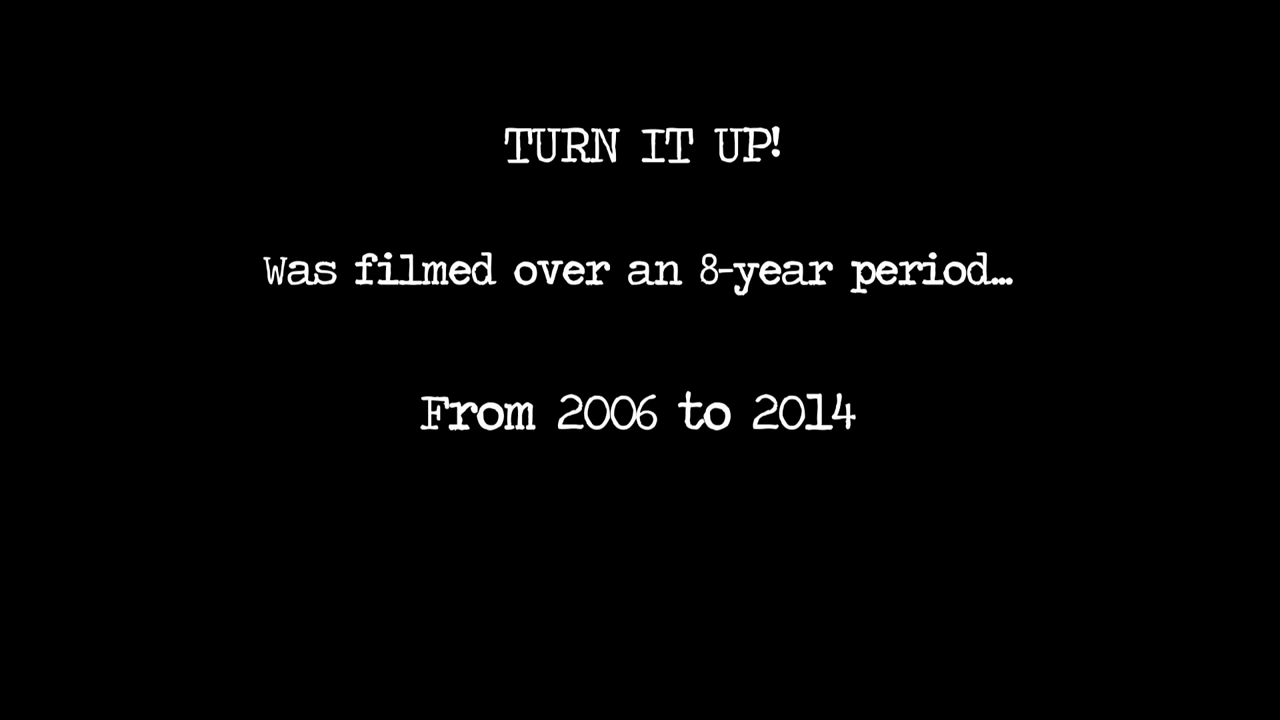 TURN IT UP!
Was filmed over an 8-year period...
From 2006 to 2014